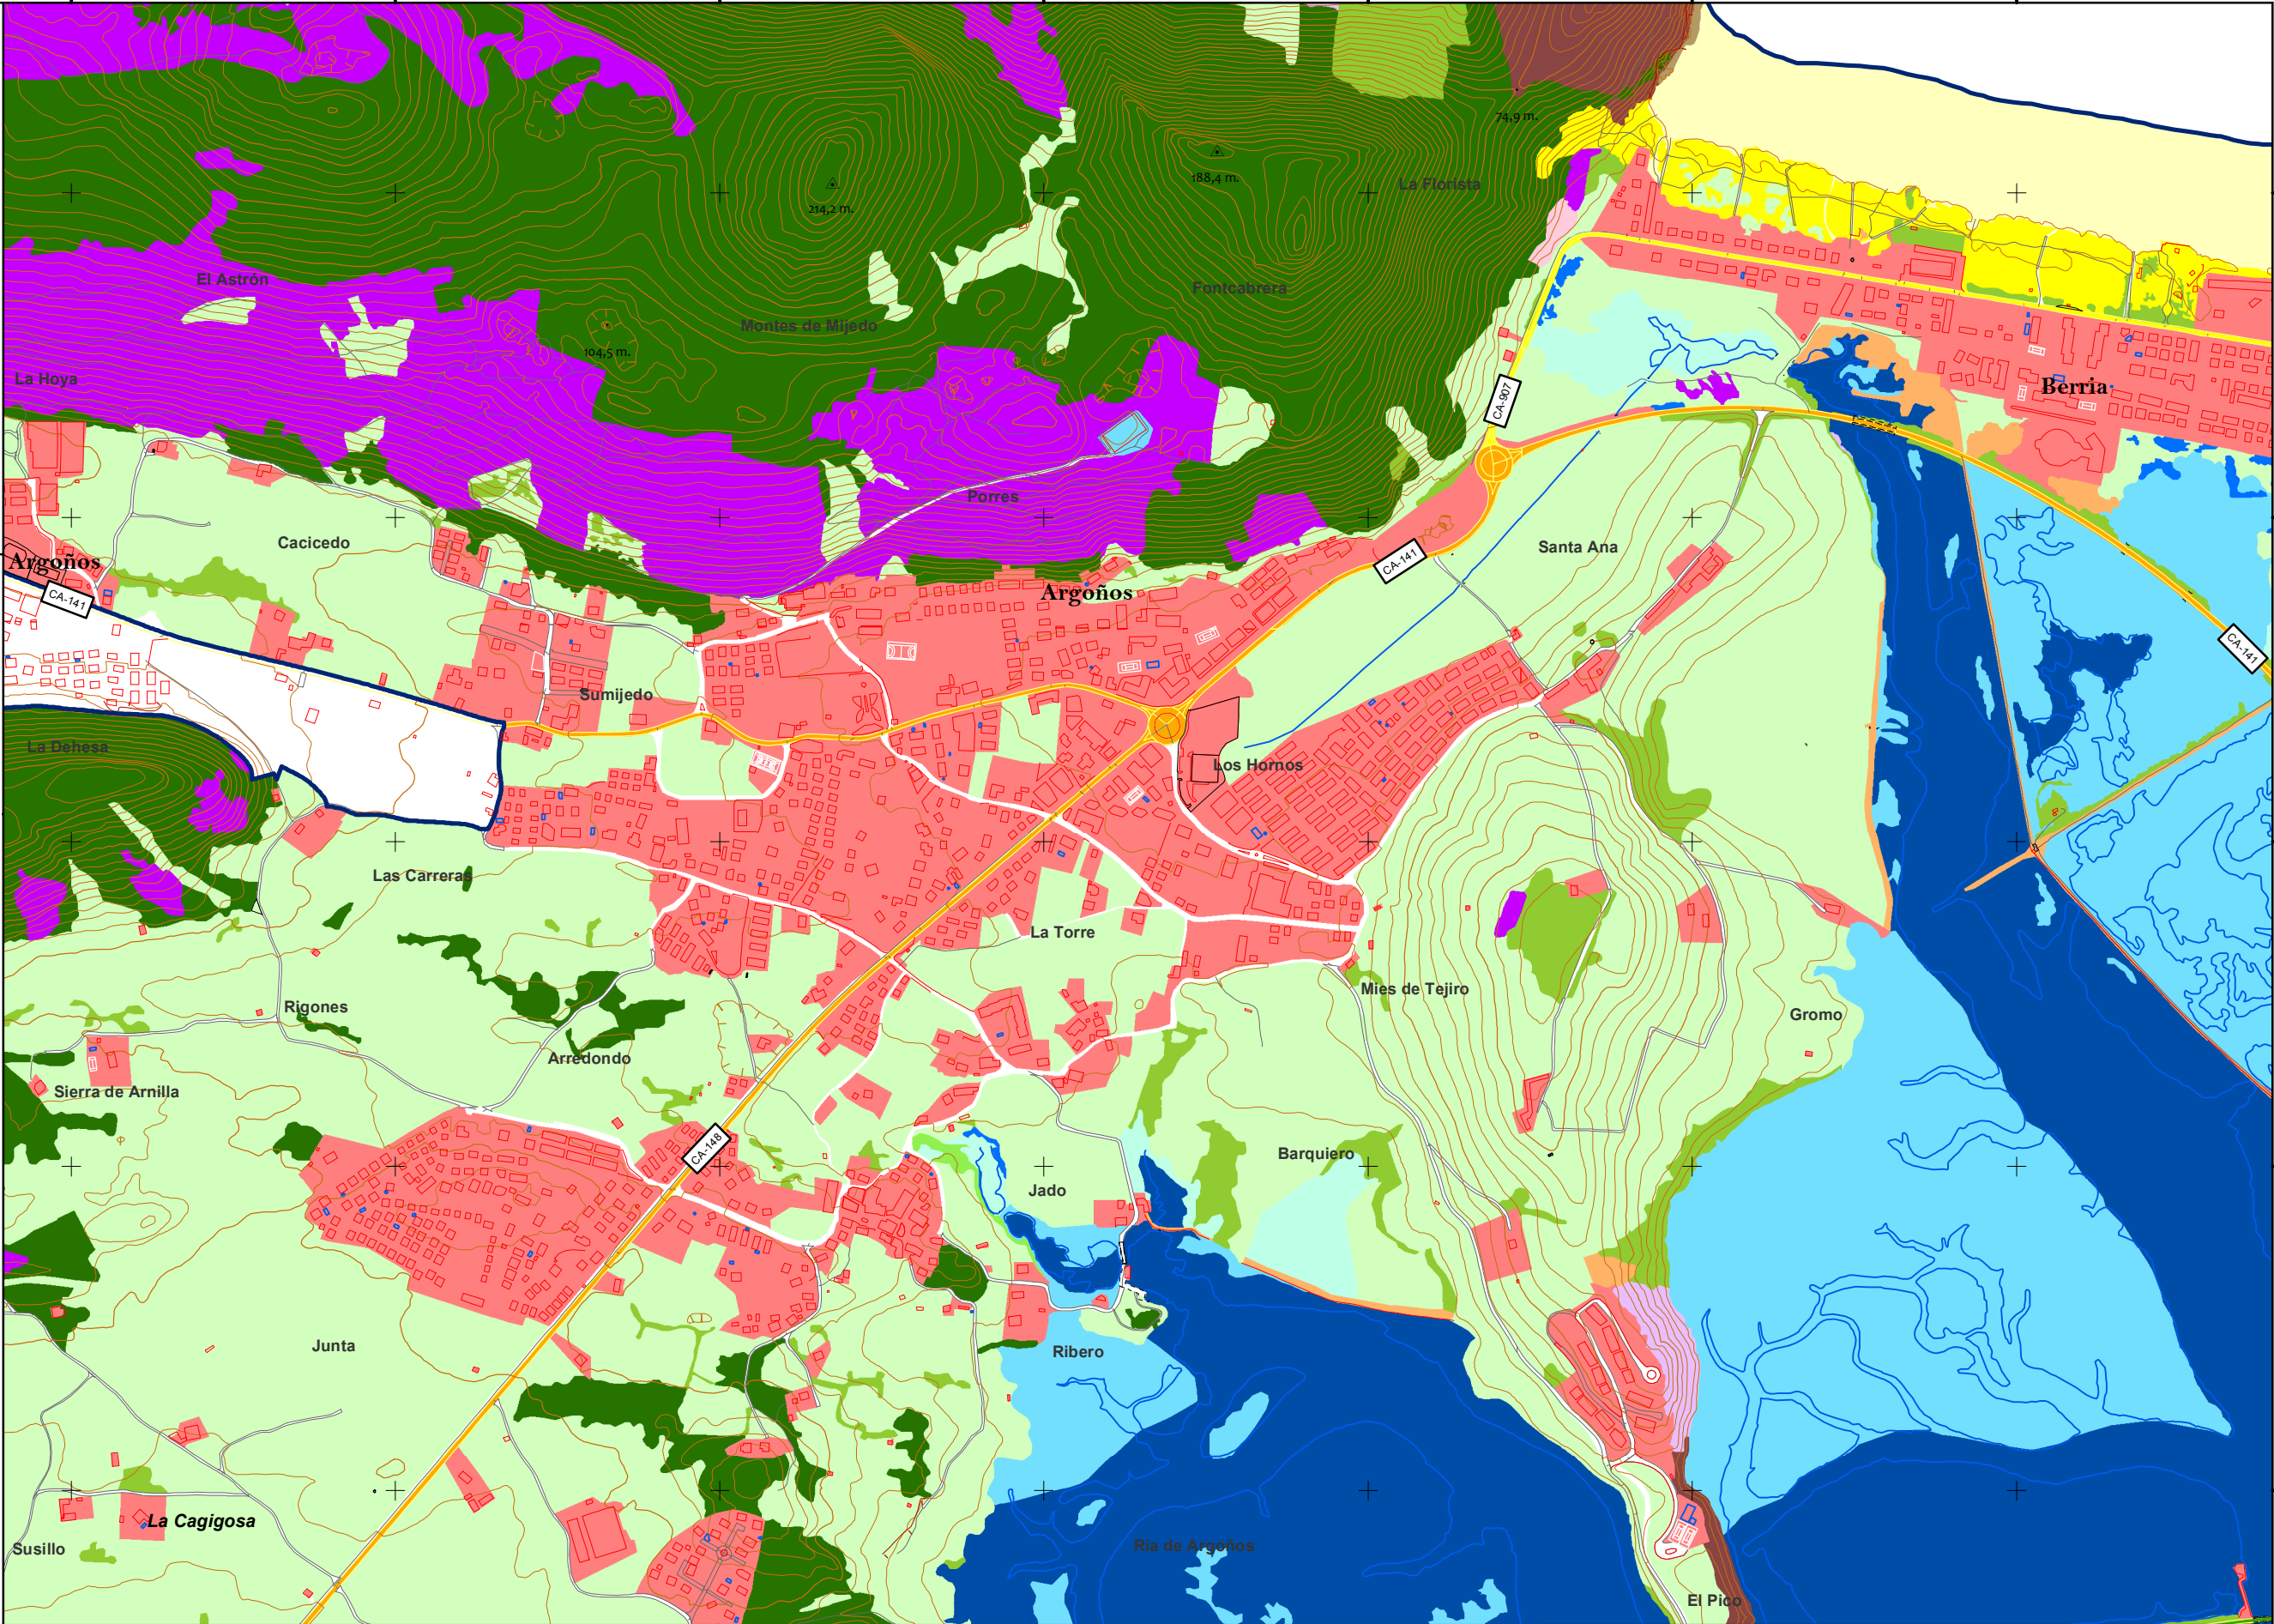 74,9 m.
188,4 m.
La Florista
214,2 m.
El Astrón
Fontcabrera
Montes de Mijedo
104,5 m.
La Hoya
Berria
CA-907
Porres
Cacicedo
Santa Ana
Argoños
CA-141
CA-141
Argoños
CA-141
Sumijedo
La Dehesa
Los Hornos
Las Carreras
La Torre
Mies de Tejiro
Rigones
Gromo
Arredondo
Sierra de Arnilla
CA-148
Barquiero
Jado
Junta
Ribero
La Cagigosa
Susillo
Ria de Argoños
El Pico